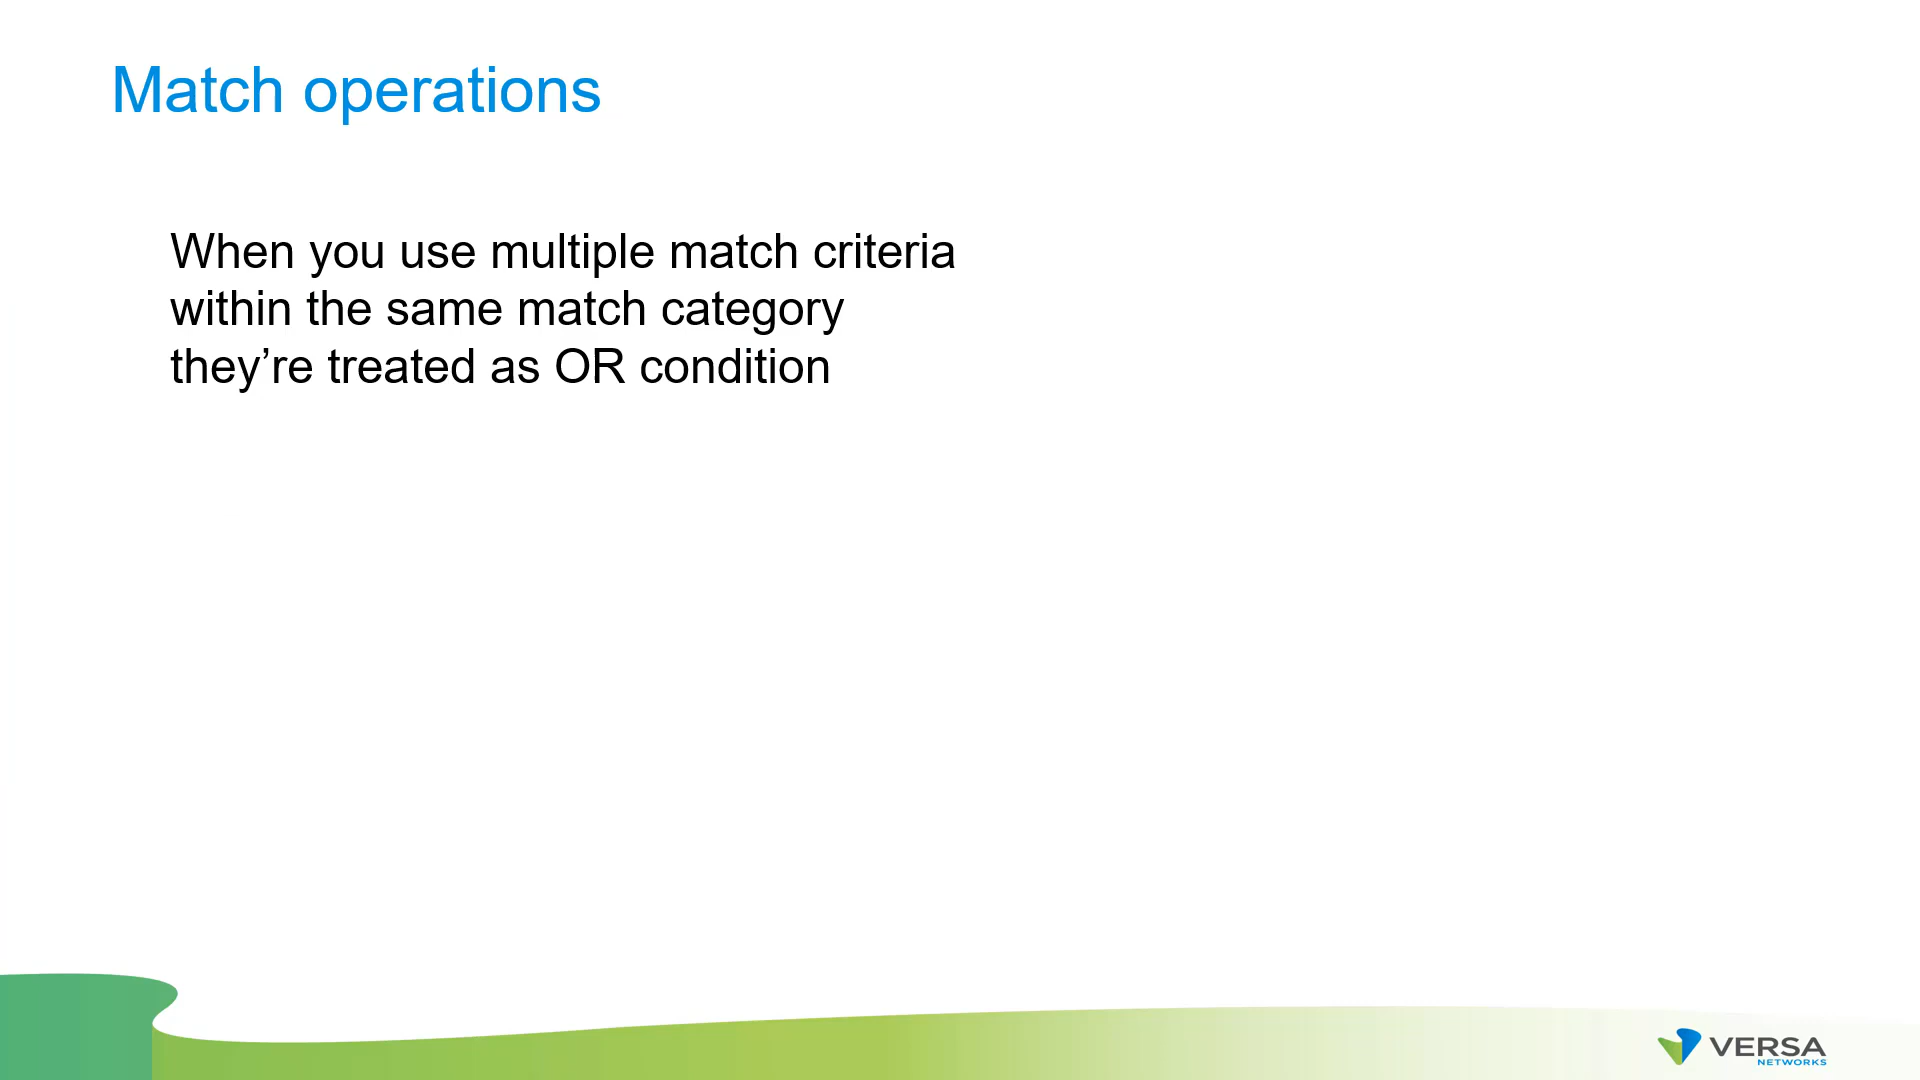 Match operations
When you use multiple match criteria
within the same match category
they’re treated as OR condition
VERSA
NETWORKS